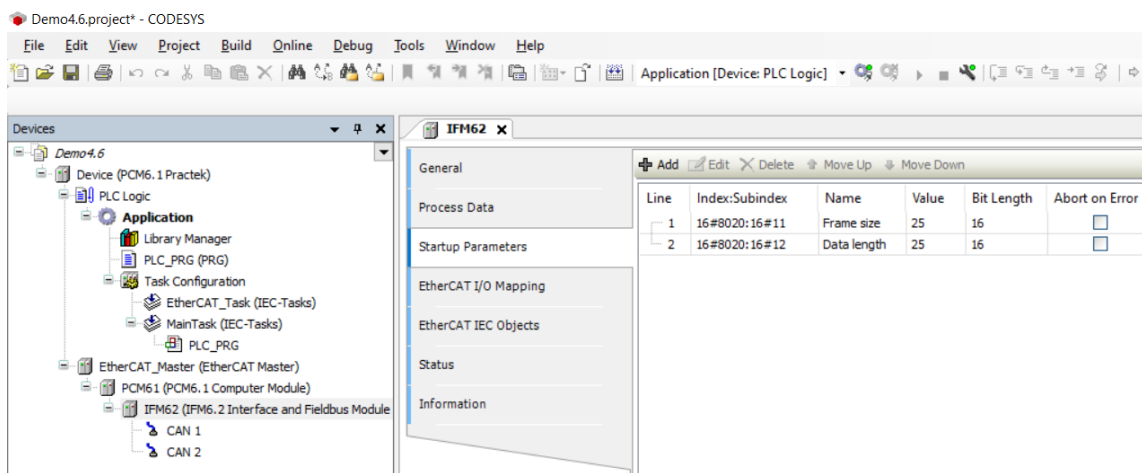 Demo4.6.project* - CODESYS
File Edit View Project Build Online Debug Tools Window Help
Application [Device: PLC Logic]
Devices
Demo4.6
Device (PCM6.1 Practek)
PLC Logic
Application
Library Manager
PLC_PRG (PRG)
Task Configuration
EtherCAT_Task (IEC-Tasks)
MainTask (IEC-Tasks)
PLC_PRG
EtherCAT_Master (EtherCAT Master)
PCM61 (PCM6.1 Computer Module)
IFM62 (IFM6.2 Interface and Fieldbus Module
CAN 1
CAN 2
IFM62
General
Process Data
Startup Parameters
EtherCAT I/O Mapping
EtherCAT IEC Objects
Status
Information
Add Edit Delete Move Up Move Down
Line Index:Subindex Name Value Bit Length Abort on Error
1 16#8020:16#11 Frame size 25 16
2 16#8020:16#12 Data length 25 16